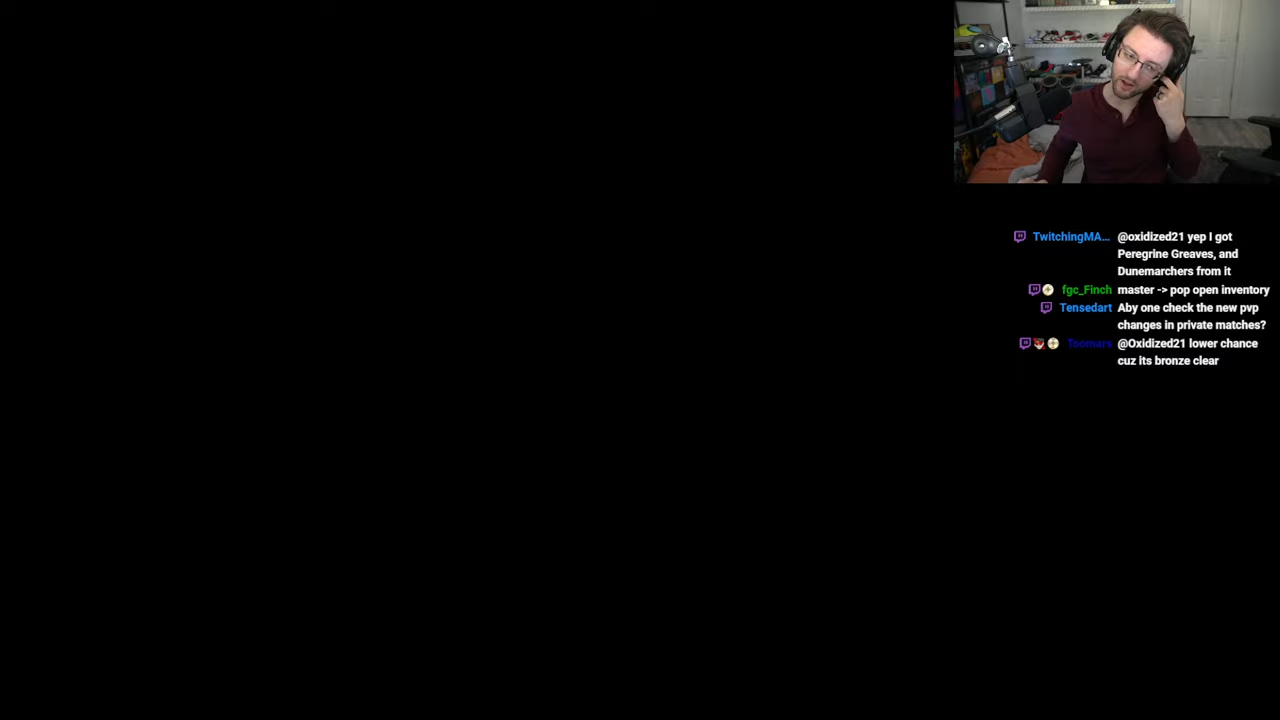 TwitchingMA... @oxidized21 yep I got
Peregrine Greaves, and
Dunemarchers from it
fgc_Finch master -> pop open inventory
Tensedart Aby one check the new pvp
changes in private matches?
Toomars @Oxidized21 lower chance
cuz its bronze clear